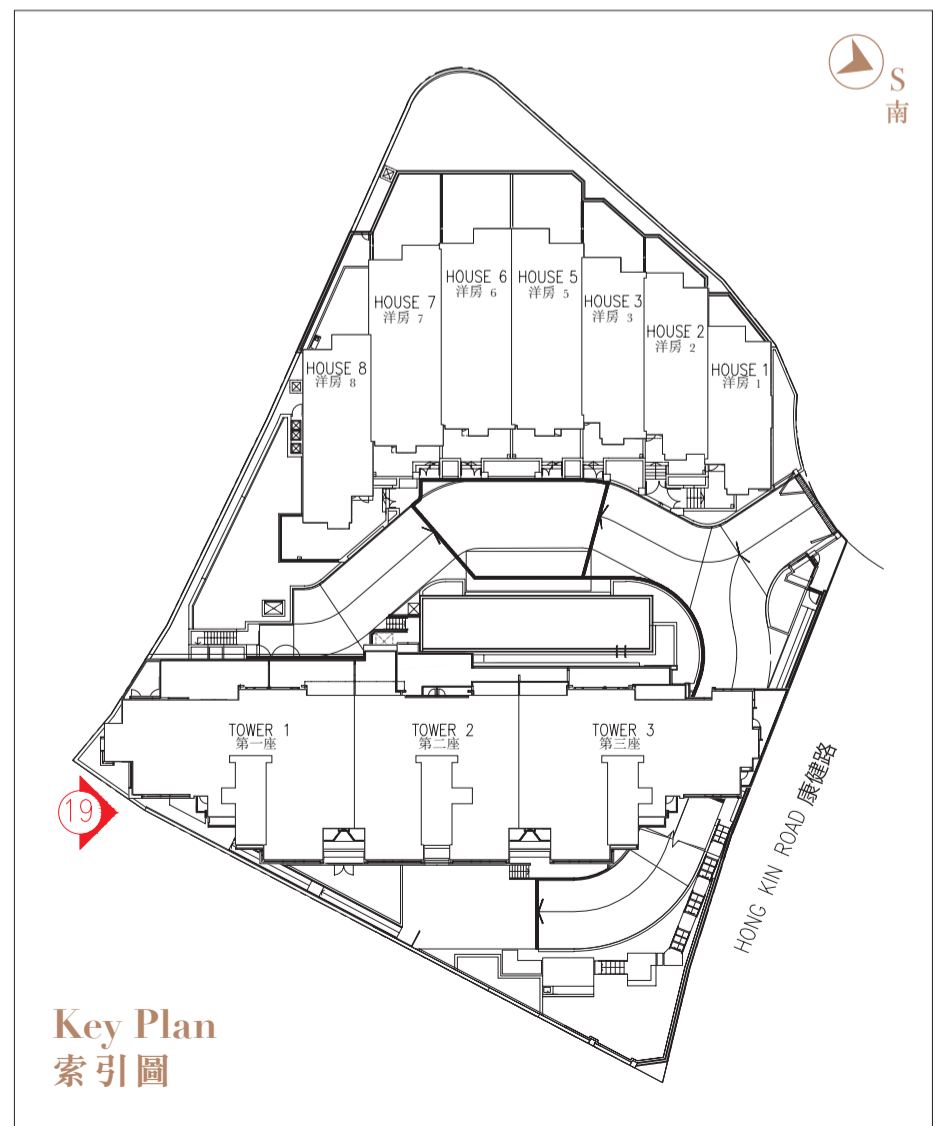 S
南
HOUSE 6
洋房 6
HOUSE 5
洋房 5
HOUSE 7
洋房 7
HOUSE 3
洋房 3
HOUSE 2
洋房 2
HOUSE 8
洋房 8
HOUSE 1
洋房 1
TOWER 1
第一座
TOWER 2
第二座
TOWER 3
第三座
19
HONG KIN ROAD 康健路
Key Plan
索引圖